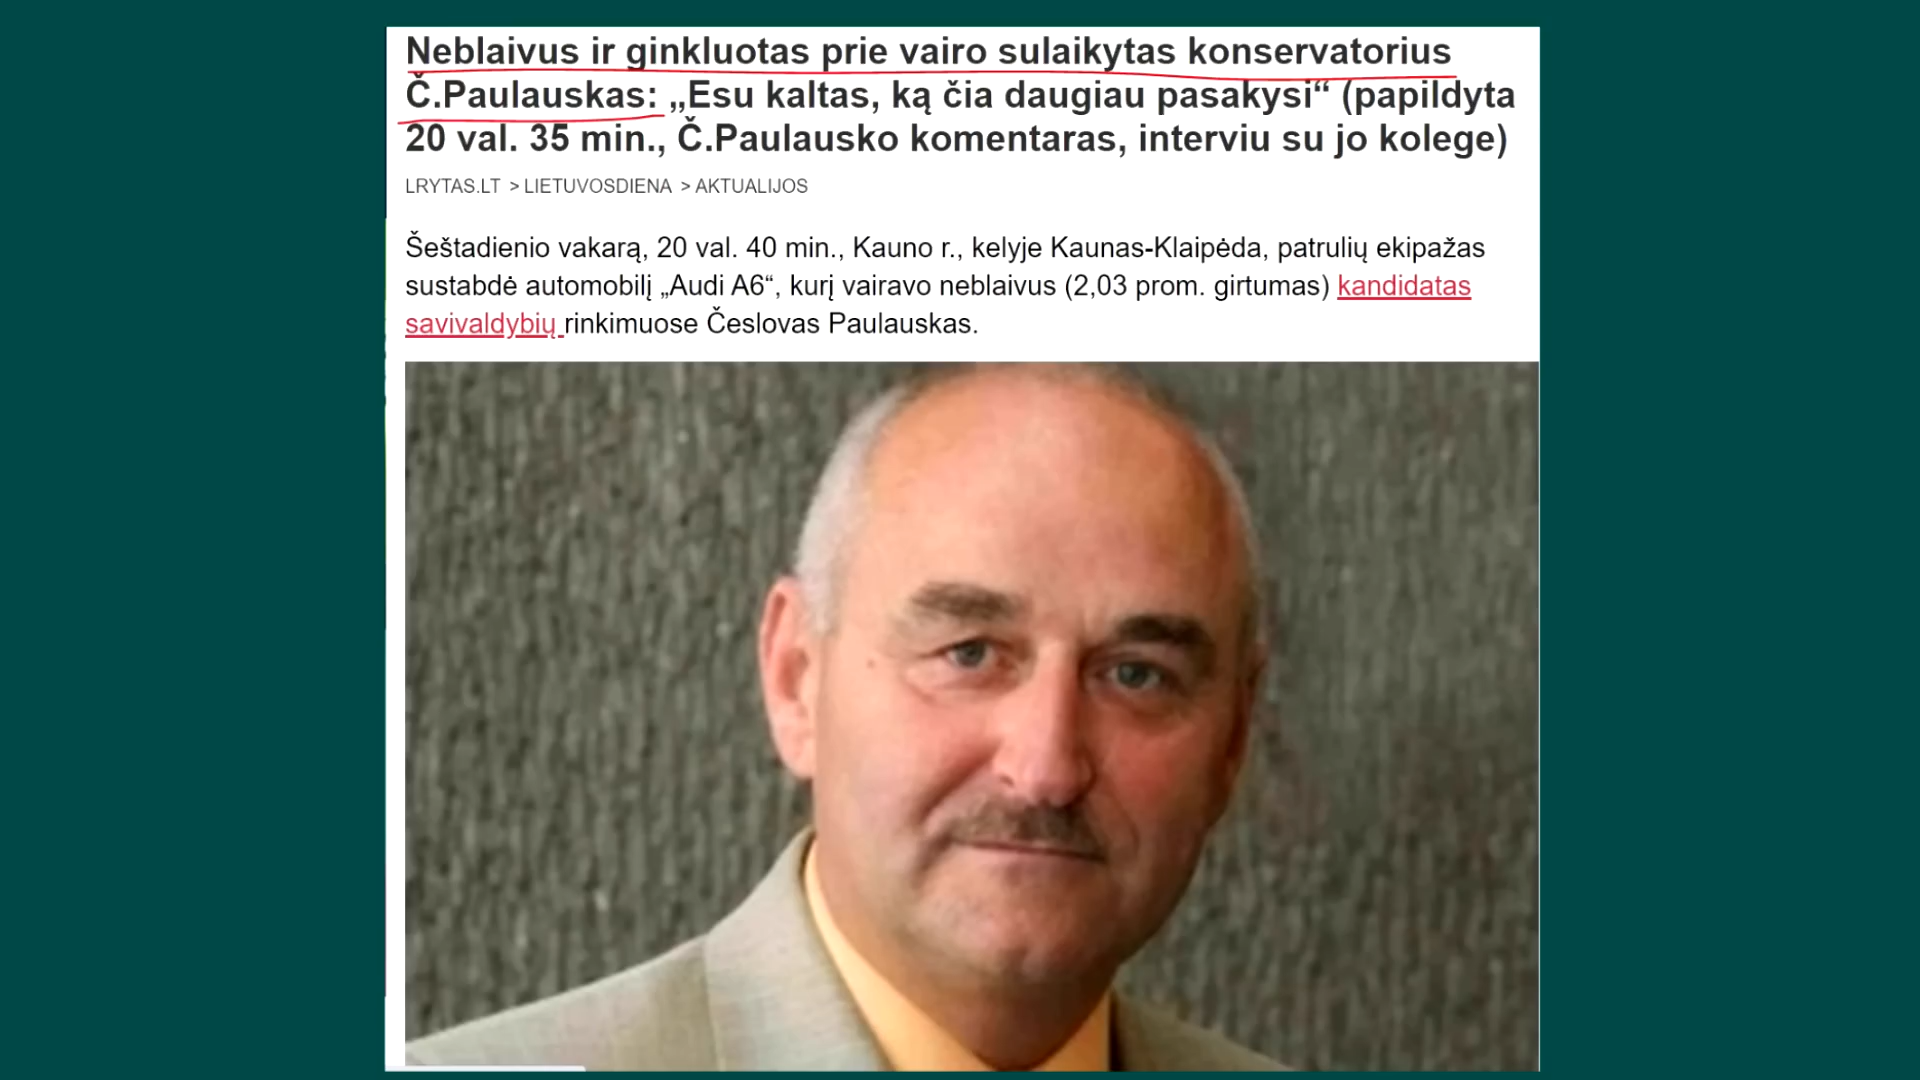 Neblaivus ir ginkluotas prie vairo sulaikytas konservatorius
Č.Paulauskas: „Esu kaltas, ką čia daugiau pasakysi“ (papildyta
20 val. 35 min., Č.Paulausko komentaras, interviu su jo kolege)
LRYTAS.LT > LIETUVOSDIENA > AKTUALIJOS
Šeštadienio vakarą, 20 val. 40 min., Kauno r., kelyje Kaunas-Klaipėda, patrulių ekipažas
sustabdė automobilį „Audi A6“, kurį vairavo neblaivus (2,03 prom. girtumas) kandidatas
savivaldybių rinkimuose Česlovas Paulauskas.